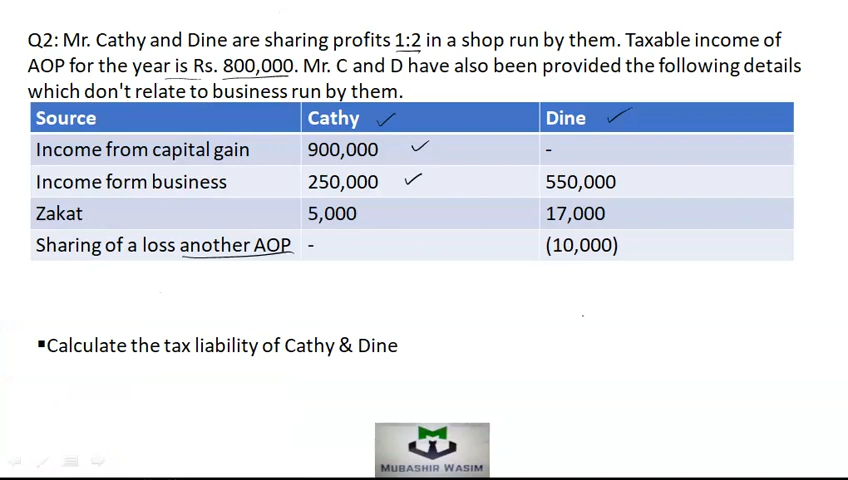 Q2: Mr. Cathy and Dine are sharing profits 1:2 in a shop run by them. Taxable income of
AOP for the year is Rs. 800,000. Mr. C and D have also been provided the following details
which don't relate to business run by them.
Source Cathy Dine
Income from capital gain 900,000 -
Income form business 250,000 550,000
Zakat 5,000 17,000
Sharing of a loss another AOP - (10,000)
▪Calculate the tax liability of Cathy & Dine
MUBASHIR WASIM